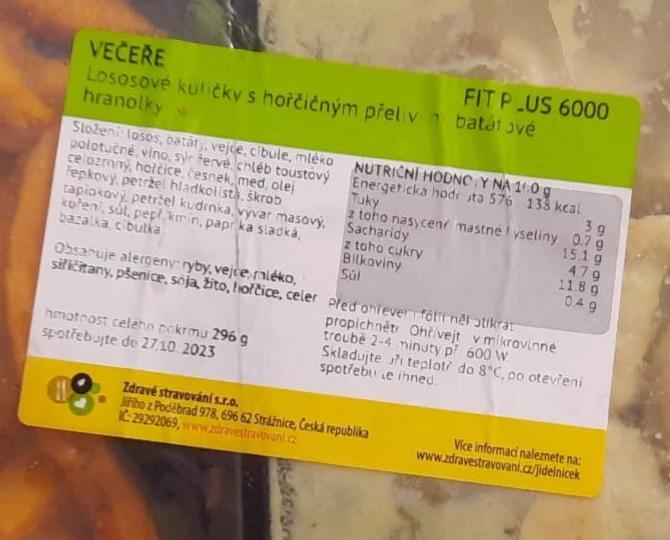 VEČEŘE
FIT PLUS 6000
Lososové kuličky s hořčičným přelivem batátové
hranolky
Složení: losos, batáty, vejce, cibule, mléko
polotučné, víno, sýr žervé, chléb toustový
celozrnný, hořčice, česnek, med, olej
řepkový, petržel hladkolistá, škrob
tapiokový, petržel kudrnka, vývar masový,
koření, sůl, pepř, kmín, paprika sladká,
bazalka, cibulka
Obsahuje alergeny: ryby, vejce, mléko,
siřičitany, pšenice, sója, žito, hořčice, celer
hmotnost celého pokrmu 296 g
spotřebujte do 27.10.2023
NUTRIČNÍ HODNOTY NA 100 g
Energetická hodnota 576 138 kcal
Tuky 3 g
z toho nasycené mastné kyseliny 0.7 g
Sacharidy 15.1 g
z toho cukry 4.7 g
Bílkoviny 11.8 g
Sůl 0.4 g
Před ohřevem fólii několikrát
propíchněte. Ohřívejte v mikrovlnné
troubě 2-4 minuty při 600 W.
Skladujte při teplotě do 8°C, po otevření
spotřebujte ihned.
Zdravé stravování s.r.o.
Jiřího z Poděbrad 978, 696 62 Strážnice, Česká republika
IČ: 29292069, www.zdravestravovani.cz
Více informací naleznete na:
www.zdravestravovani.cz/jidelnicek